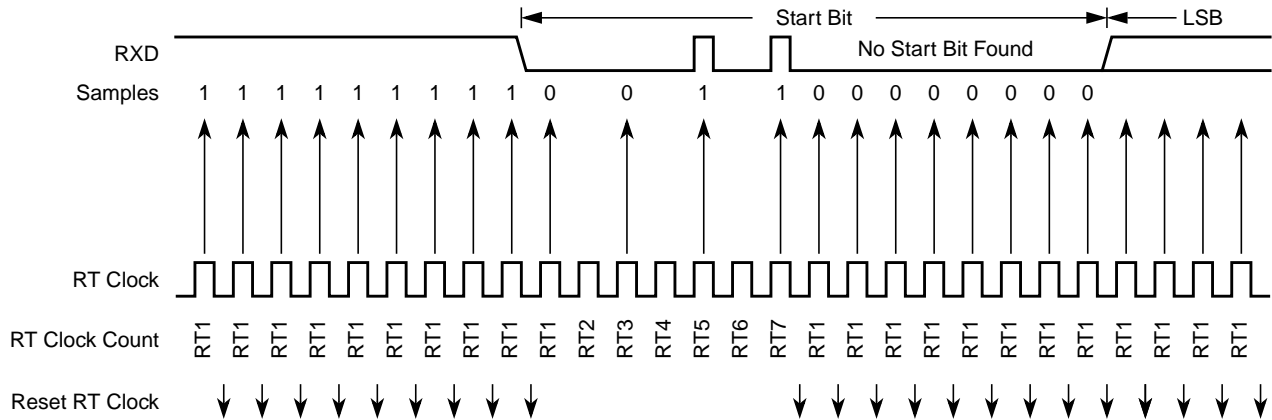 Start Bit LSB
RXD No Start Bit Found
Samples 1 1 1 1 1 1 1 1 1 0 0 1 1 0 0 0 0 0 0 0 0
RT Clock
RT Clock Count RT1 RT1 RT1 RT1 RT1 RT1 RT1 RT1 RT1 RT1 RT2 RT3 RT4 RT5 RT6 RT7 RT1 RT1 RT1 RT1 RT1 RT1 RT1 RT1 RT1 RT1 RT1 RT1
Reset RT Clock